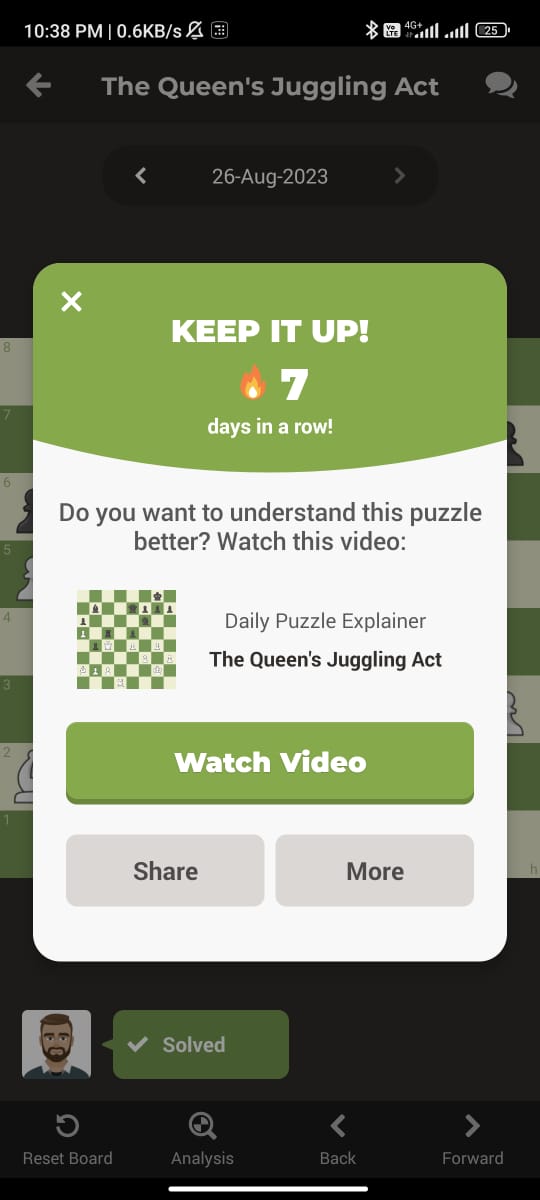 10:38 PM | 0.6KB/s
Vo LTE 4G+ 25
The Queen's Juggling Act
26-Aug-2023
KEEP IT UP!
7
days in a row!
8
7
6
5
4
3
2
1
h
Do you want to understand this puzzle
better? Watch this video:
Daily Puzzle Explainer
The Queen's Juggling Act
Watch Video
Share
More
Solved
Reset Board
Analysis
Back
Forward